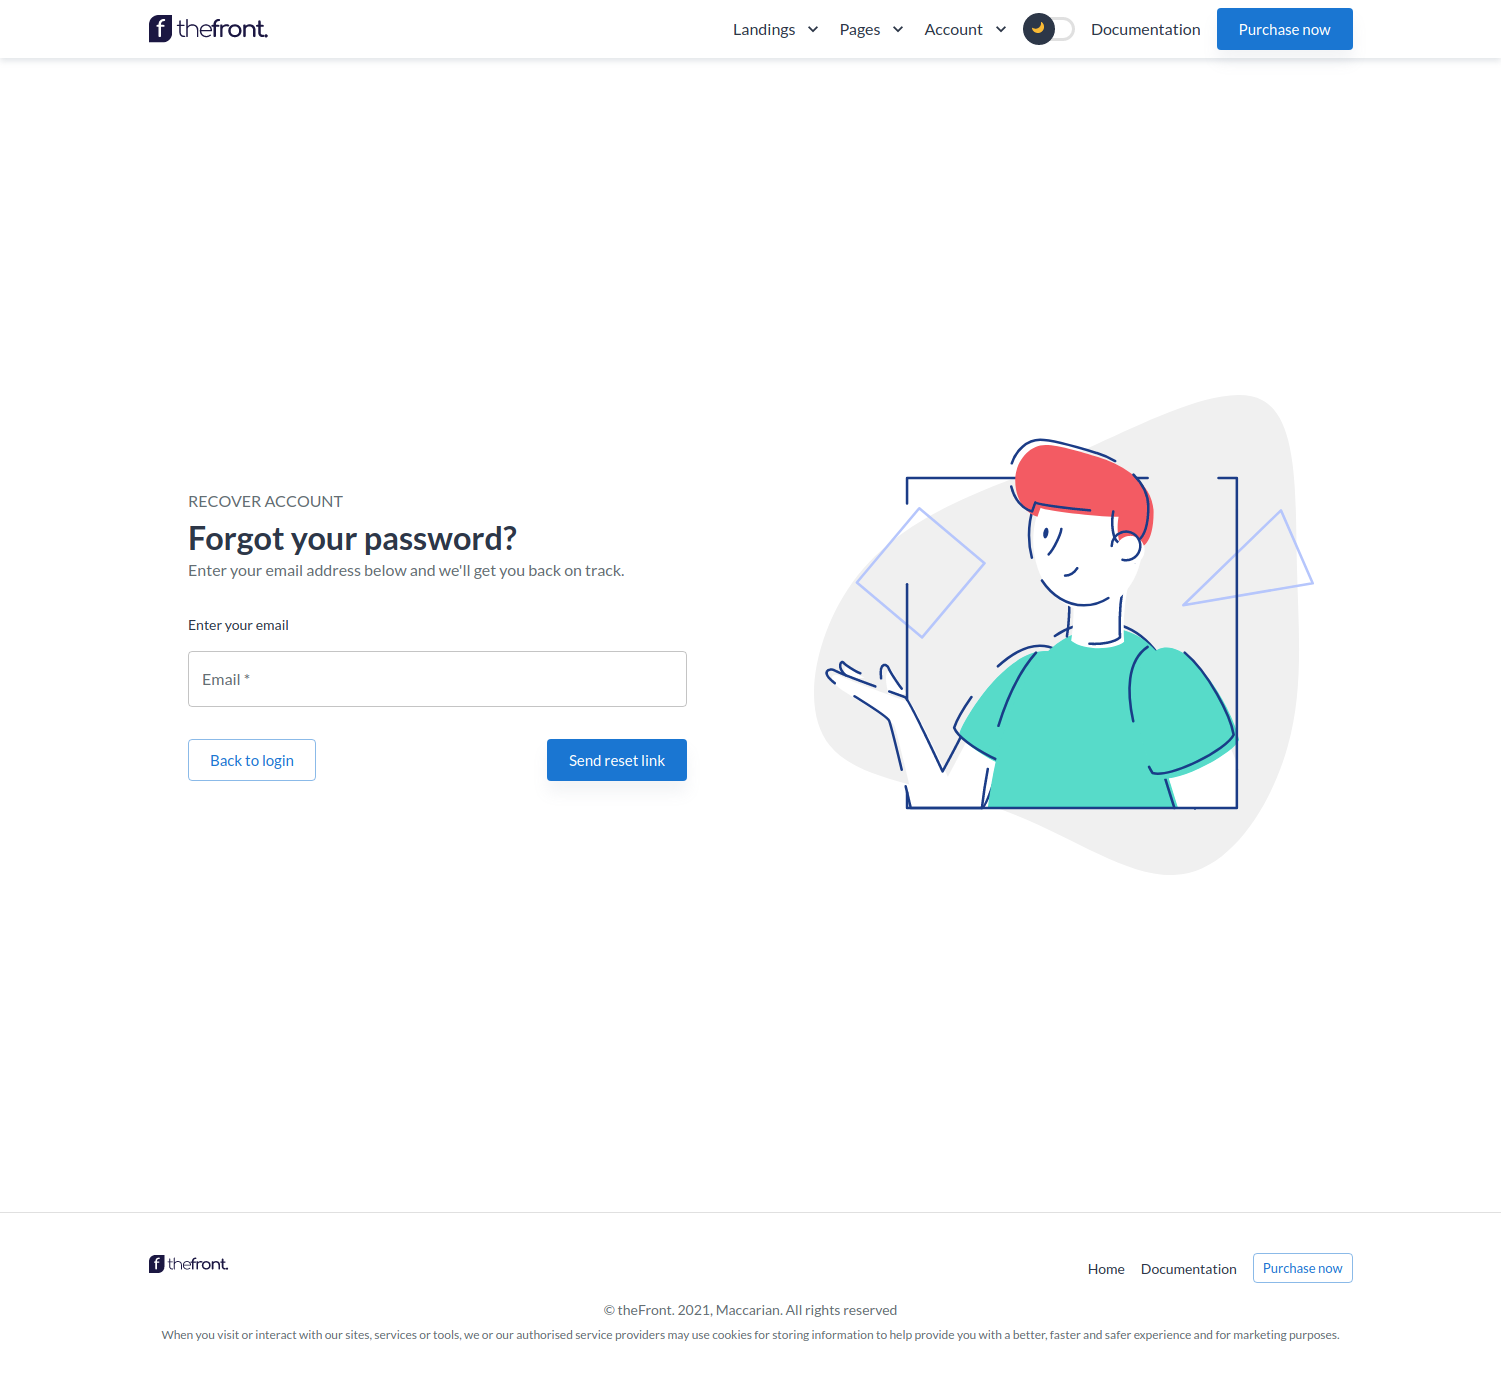 thefront.
Landings
Pages
Account
Documentation
Purchase now
RECOVER ACCOUNT
Forgot your password?
Enter your email address below and we'll get you back on track.
Enter your email
Email *
Back to login
Send reset link
thefront.
Home
Documentation
Purchase now
© theFront. 2021, Maccarian. All rights reserved
When you visit or interact with our sites, services or tools, we or our authorised service providers may use cookies for storing information to help provide you with a better, faster and safer experience and for marketing purposes.